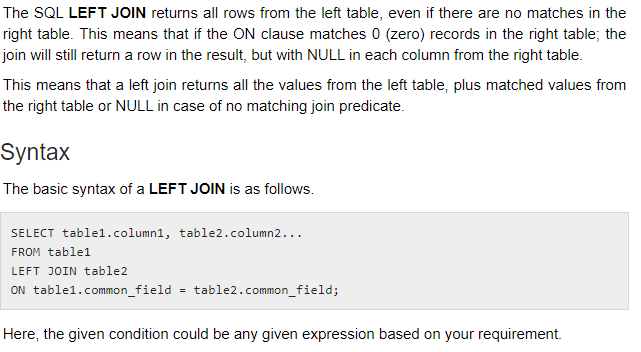 The SQL LEFT JOIN returns all rows from the left table, even if there are no matches in the
right table. This means that if the ON clause matches 0 (zero) records in the right table; the
join will still return a row in the result, but with NULL in each column from the right table.
This means that a left join returns all the values from the left table, plus matched values from
the right table or NULL in case of no matching join predicate.
Syntax
The basic syntax of a LEFT JOIN is as follows.
SELECT table1.column1, table2.column2...
FROM table1
LEFT JOIN table2
ON table1.common_field = table2.common_field;
Here, the given condition could be any given expression based on your requirement.